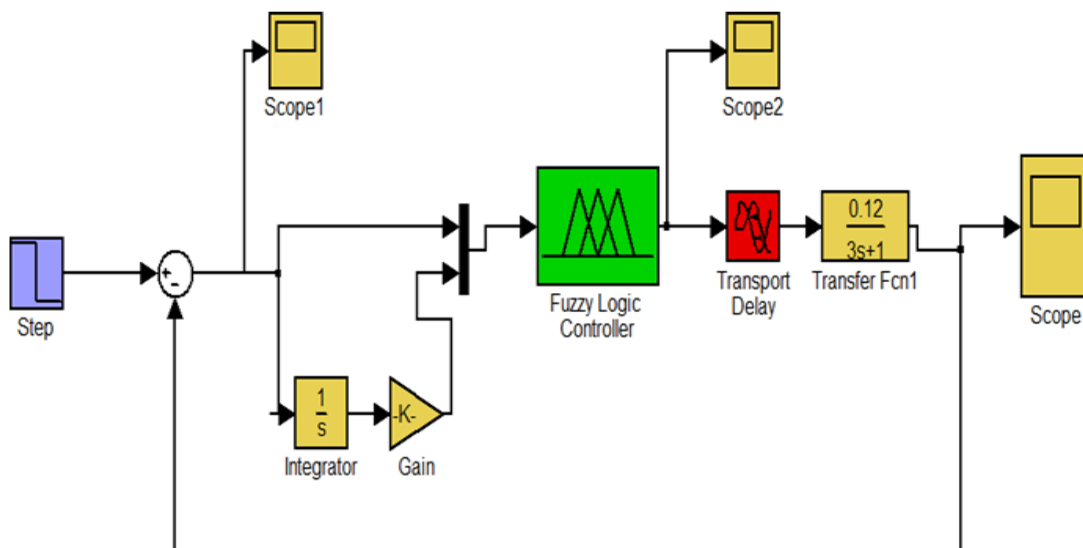 Scope1
Scope2
Step
+
-
1
s
Integrator
-K-
Gain
Fuzzy Logic
Controller
Transport
Delay
0.12
3s+1
Transfer Fcn1
Scope